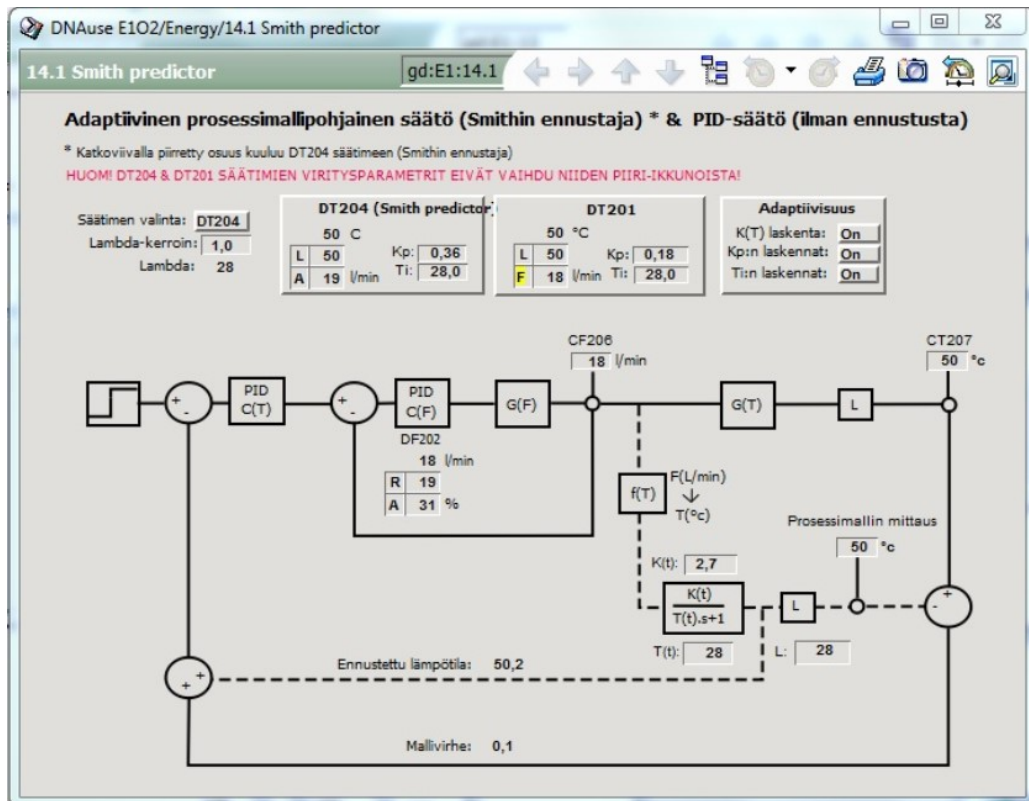 DNAuse E1O2/Energy/14.1 Smith predictor
14.1 Smith predictor
gd:E1:14.1
Adaptiivinen prosessimallipohjainen säätö (Smithin ennustaja) * & PID-säätö (ilman ennustusta)
* Katkoviivalla piirretty osuus kuuluu DT204 säätimeen (Smithin ennustaja)
HUOM! DT204 & DT201 SÄÄTIMIEN VIRITYSPARAMETRIT EIVÄT VAIHDU NIIDEN PIIRI-IKKUNOISTA!
Säätimen valinta: DT204
Lambda-kerroin: 1,0
Lambda: 28
DT204 (Smith predictor)
50 C
L 50 Kp: 0,36
A 19 l/min Ti: 28,0
DT201
50 °C
L 50 Kp: 0,18
F 18 l/min Ti: 28,0
Adaptiivisuus
K(T) laskenta: On
Kp:n laskennat: On
Ti:n laskennat: On
CF206
18 l/min
CT207
50 °c
+
-
PID
C(T)
+
-
PID
C(F)
G(F)
G(T)
L
DF202
18 l/min
R 19
A 31 %
f(T)
F(L/min)
T(°c)
Prosessimallin mittaus
50 °c
K(t): 2,7
K(t)
T(t).s+1
L
+
-
T(t): 28
L: 28
Ennustettu lämpötila: 50,2
+
+
Mallivirhe: 0,1